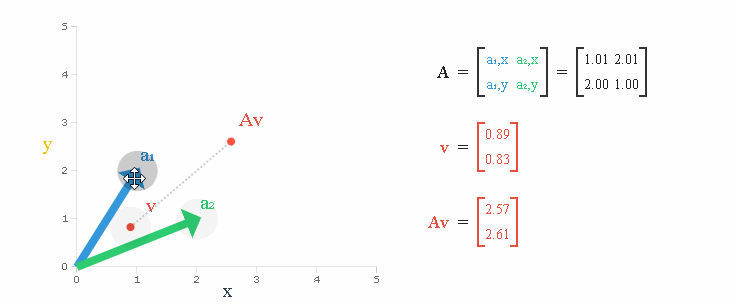 5
4
3
2
1
0
y
0 1 2 3 4 5
x
a₁
a₂
v
Av
A = [ a₁,x a₂,x
a₁,y a₂,y ] = [ 1.01 2.01
2.00 1.00 ]
v = [ 0.89
0.83 ]
Av = [ 2.57
2.61 ]